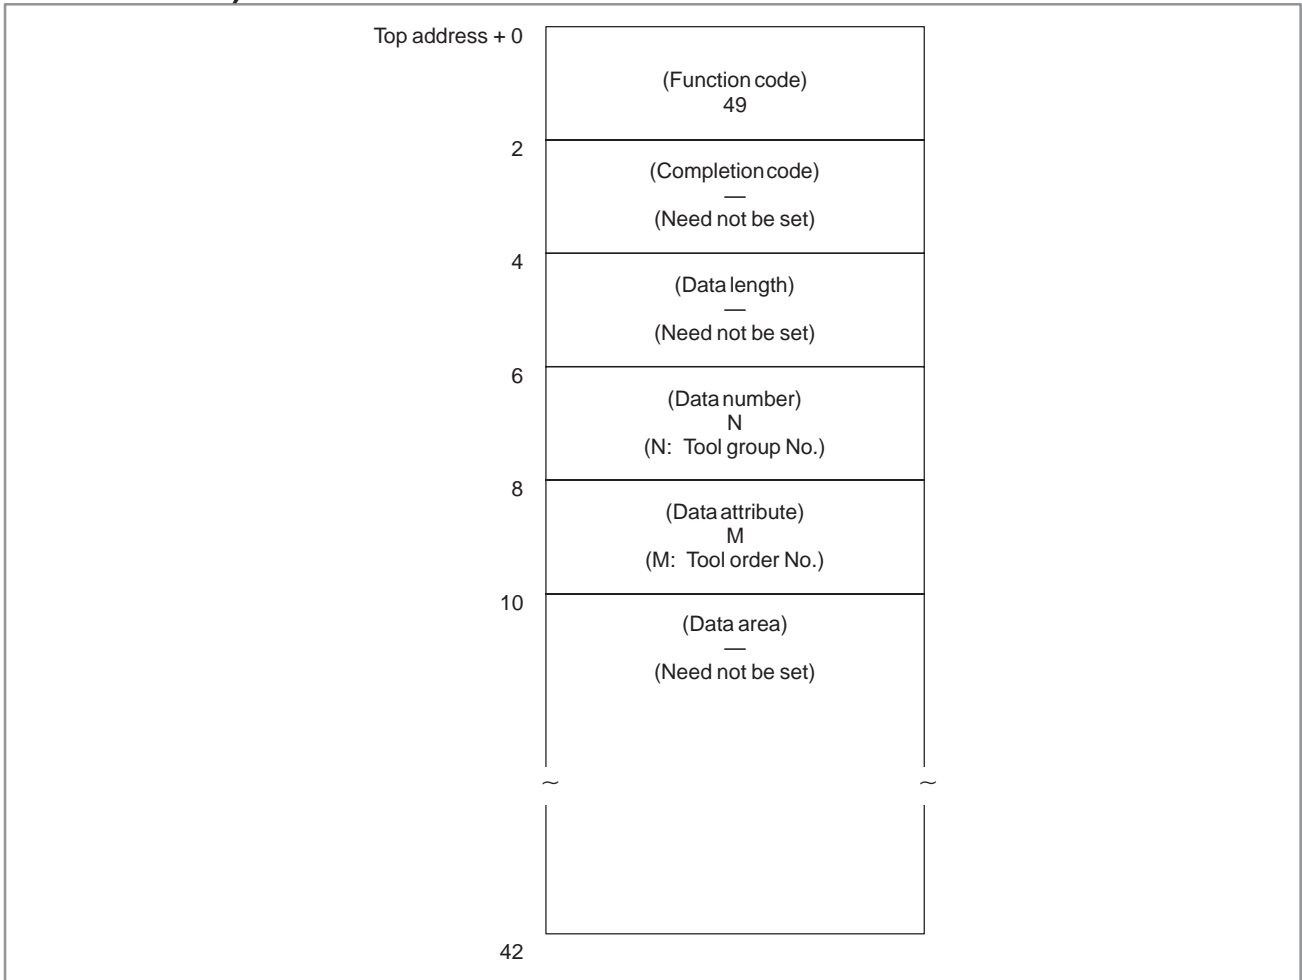 Top address + 0
(Function code)
49
2
(Completion code)
—
(Need not be set)
4
(Data length)
—
(Need not be set)
6
(Data number)
N
(N: Tool group No.)
8
(Data attribute)
M
(M: Tool order No.)
10
(Data area)
—
(Need not be set)
~ ~
42